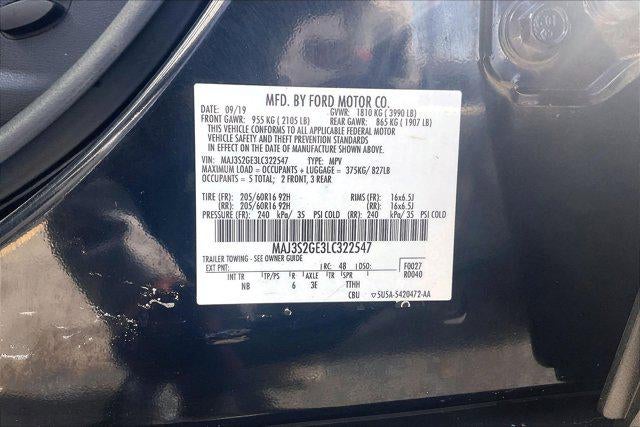 MFD. BY FORD MOTOR CO.
DATE: 09/19 GVWR: 1810 KG ( 3990 LB)
FRONT GAWR: 955 KG ( 2105 LB) REAR GAWR: 865 KG ( 1907 LB)
THIS VEHICLE CONFORMS TO ALL APPLICABLE FEDERAL MOTOR
VEHICLE SAFETY AND THEFT PREVENTION STANDARDS
IN EFFECT ON THE DATE OF MANUFACTURE SHOWN ABOVE.
VIN: MAJ3S2GE3LC322547 TYPE: MPV
MAXIMUM LOAD = OCCUPANTS + LUGGAGE = 375KG/ 827LB
OCCUPANTS = 5 TOTAL; 2 FRONT, 3 REAR
TIRE (FR): 205/60R16 92H RIMS (FR): 16x6.5J
(RR): 205/60R16 92H (RR): 16x6.5J
PRESSURE (FR): 240 kPa/ 35 PSI COLD (RR): 240 kPa/ 35 PSI COLD
MAJ3S2GE3LC322547
TRAILER TOWING - SEE OWNER GUIDE
EXT PNT: RC: 48 DSO: F0027
INT TR TP/PS R AXLE TR SPR R0040
NB 6 3E TTHH
CBU 5U5A-5420472-AA